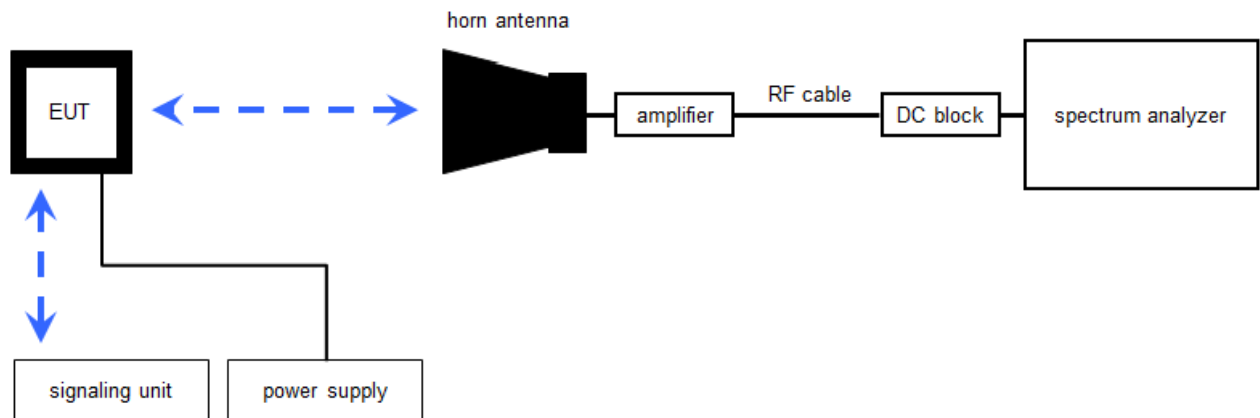 horn antenna
EUT
amplifier
RF cable
DC block
spectrum analyzer
signaling unit
power supply